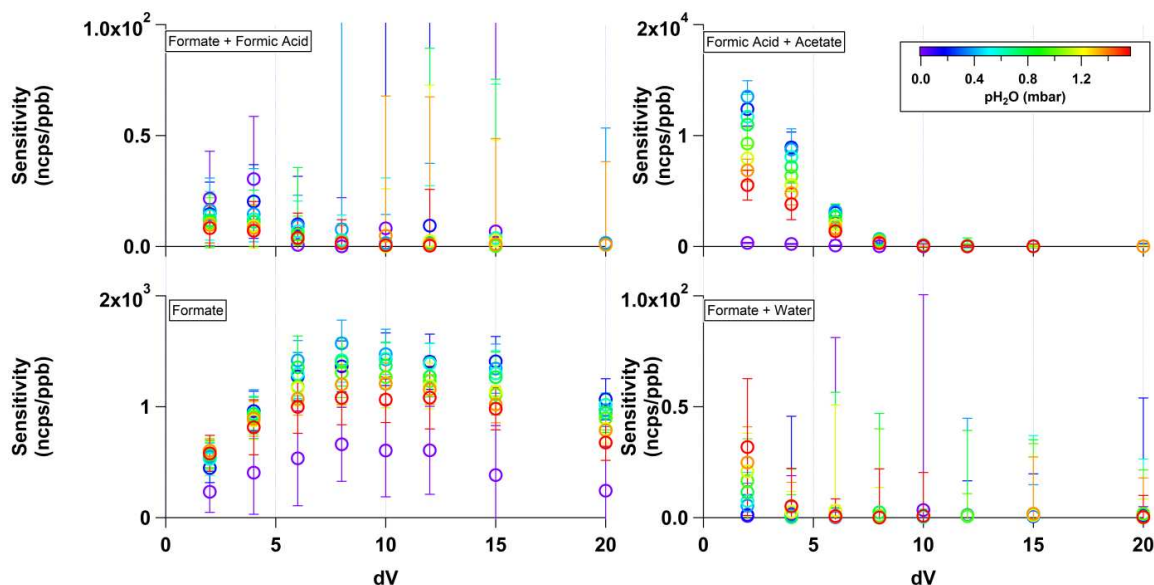 1.0x10²
Formate + Formic Acid
Sensitivity
(ncps/ppb)
0.5
0.0
2x10⁴
Formic Acid + Acetate
0.0 0.4 0.8 1.2
pH₂O (mbar)
Sensitivity
(ncps/ppb)
1
0
2x10³
Formate
Sensitivity
(ncps/ppb)
1
0
0 5 10 15 20
dV
1.0x10²
Formate + Water
Sensitivity
(ncps/ppb)
0.5
0.0
0 5 10 15 20
dV